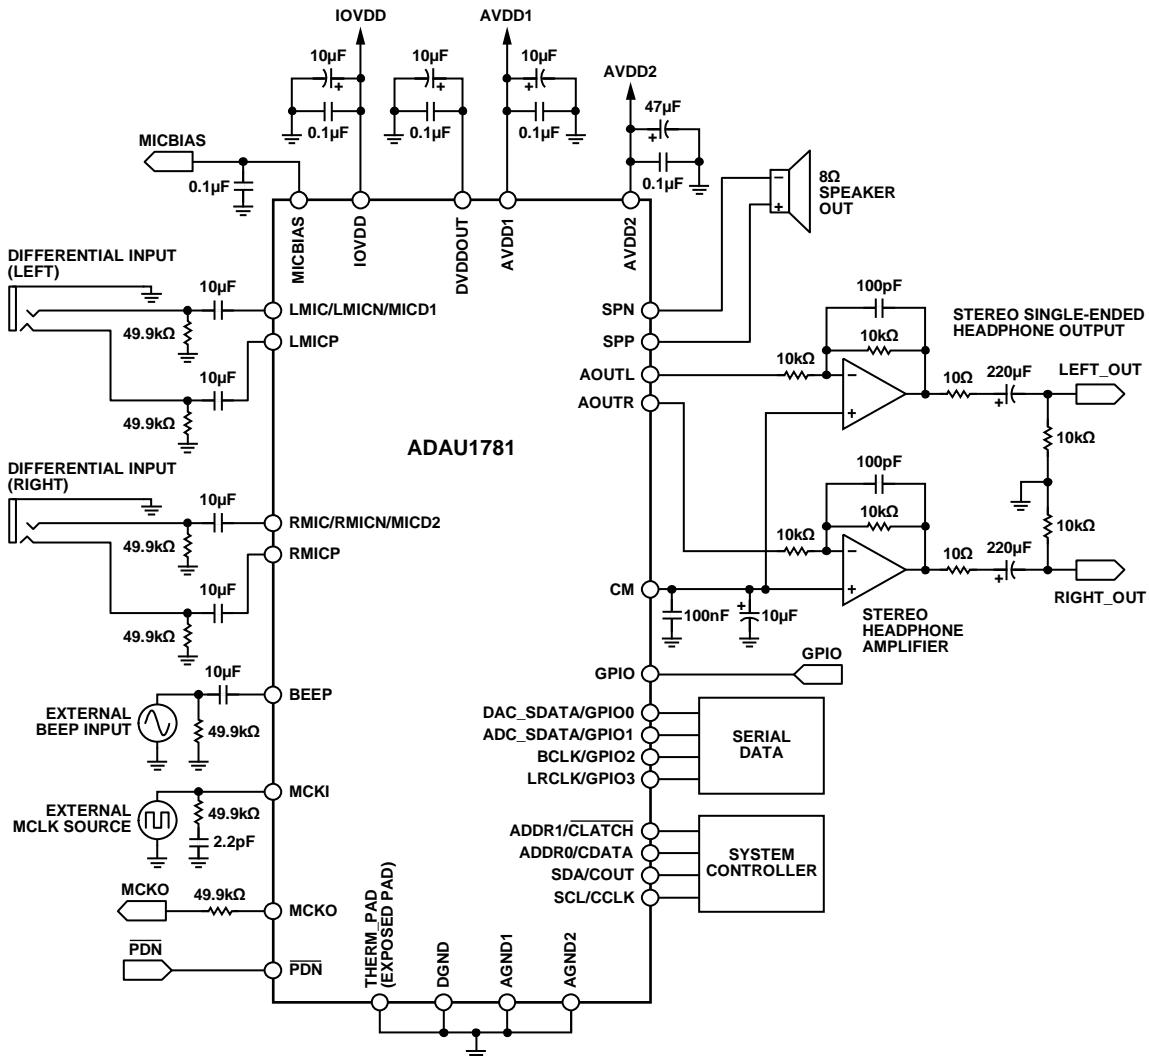 IOVDD
AVDD1
10µF
10µF
10µF
AVDD2
47µF
0.1µF
0.1µF
0.1µF
MICBIAS
0.1µF
0.1µF
8Ω
SPEAKER
OUT
MICBIAS
IOVDD
DVDDOUT
AVDD1
AVDD2
DIFFERENTIAL INPUT
(LEFT)
10µF
LMIC/LMICN/MICD1
49.9kΩ
LMICP
10µF
49.9kΩ
SPN
SPP
AOUTL
AOUTR
100pF
10kΩ
10kΩ
STEREO SINGLE-ENDED
HEADPHONE OUTPUT
10Ω
220µF
LEFT_OUT
10kΩ
ADAU1781
DIFFERENTIAL INPUT
(RIGHT)
10µF
RMIC/RMICN/MICD2
49.9kΩ
RMICP
10µF
49.9kΩ
100pF
10kΩ
10kΩ
10kΩ
10Ω
220µF
RIGHT_OUT
CM
100nF
10µF
STEREO
HEADPHONE
AMPLIFIER
GPIO
GPIO
10µF
BEEP
EXTERNAL
BEEP INPUT
49.9kΩ
DAC_SDATA/GPIO0
ADC_SDATA/GPIO1
BCLK/GPIO2
LRCLK/GPIO3
SERIAL
DATA
MCKI
EXTERNAL
MCLK SOURCE
49.9kΩ
2.2pF
ADDR1/CLATCH
ADDR0/CDATA
SDA/COUT
SCL/CCLK
SYSTEM
CONTROLLER
MCKO
49.9kΩ
MCKO
PDN
PDN
THERM_PAD
(EXPOSED PAD)
DGND
AGND1
AGND2